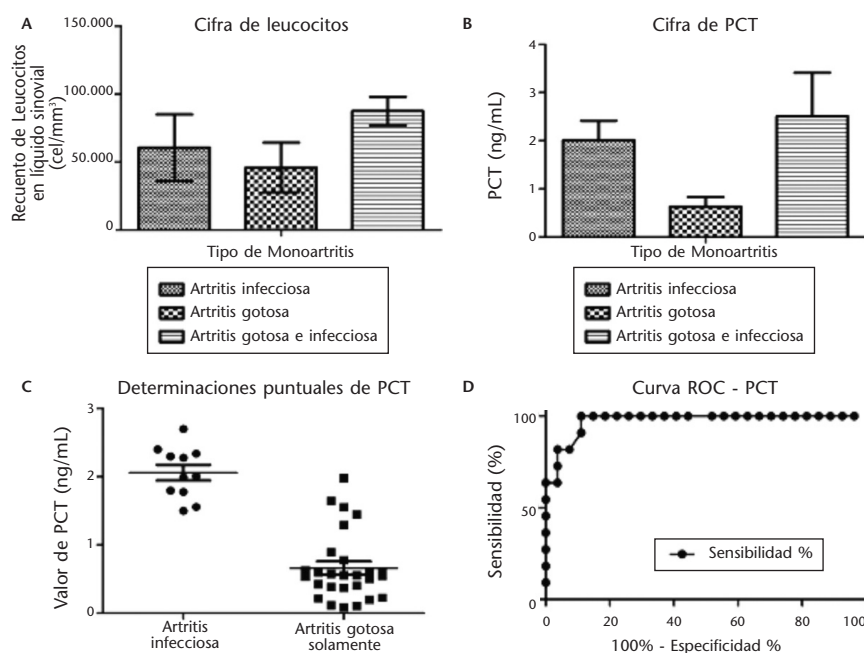 A
Cifra de leucocitos
Recuento de Leucocitos
en líquido sinovial
(cel/mm³)
150.000
100.000
50.000
0
Tipo de Monoartritis
Artritis infecciosa
Artritis gotosa
Artritis gotosa e infecciosa
B
Cifra de PCT
PCT (ng/mL)
4
3
2
1
0
Tipo de Monoartritis
Artritis infecciosa
Artritis gotosa
Artritis gotosa e infecciosa
C
Determinaciones puntuales de PCT
Valor de PCT (ng/mL)
3
2
1
0
Artritis
infecciosa
Artritis gotosa
solamente
D
Curva ROC - PCT
Sensibilidad (%)
100
50
0
Sensibilidad %
0 20 40 60 80 100
100% - Especificidad %